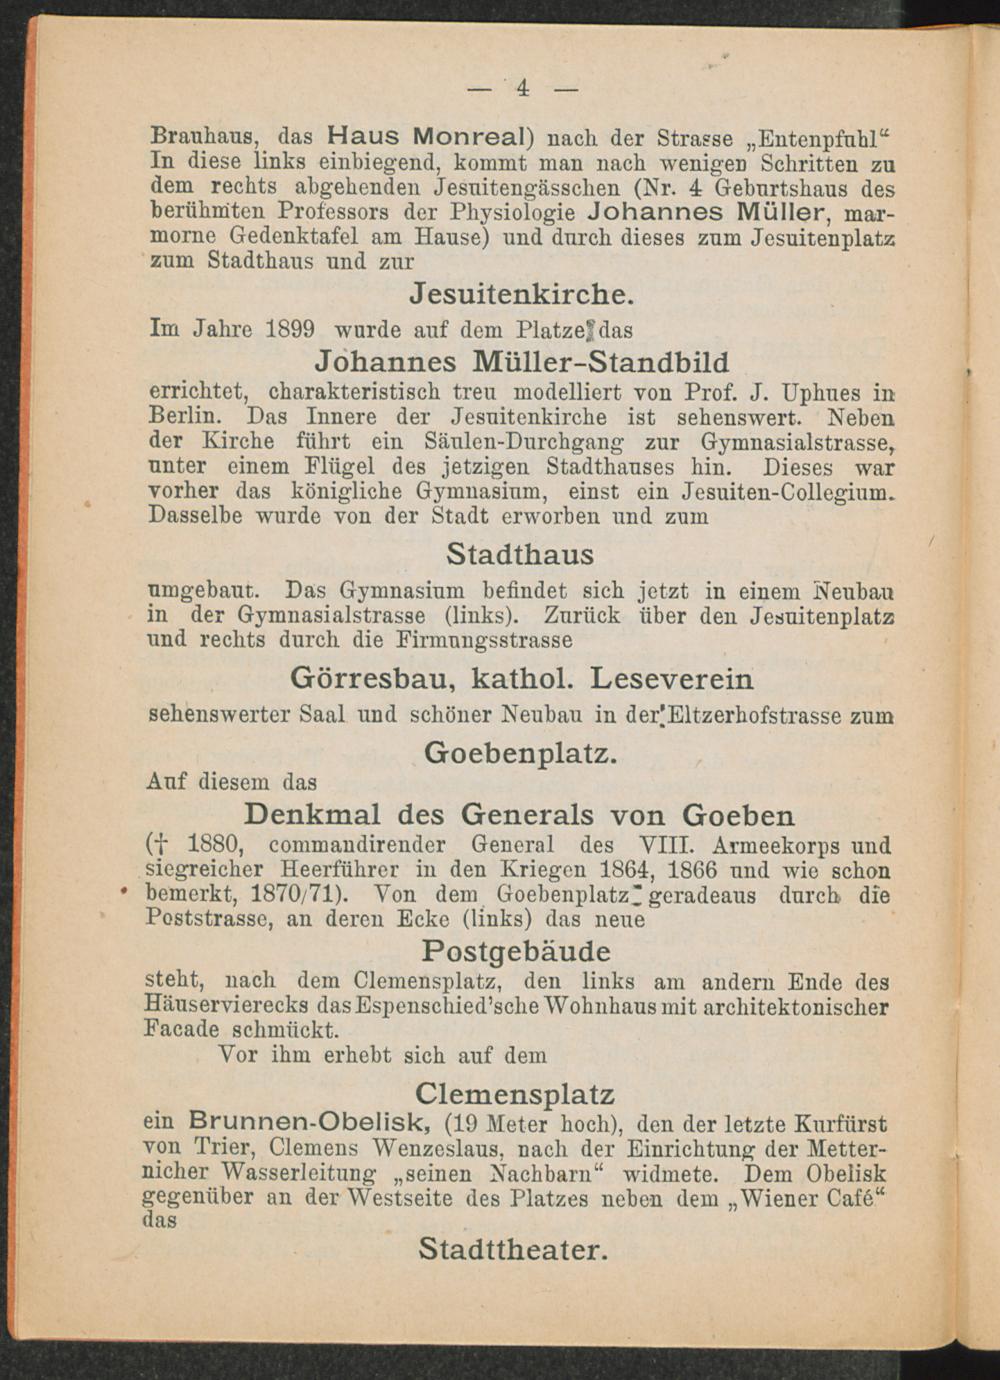 — 4 —
Brauhaus, das Haus Monreal) nach der Strasse „Entenpfuhl“
In diese links einbiegend, kommt man nach wenigen Schritten zu
dem rechts abgehenden Jesuitengässchen (Nr. 4 Geburtshaus des
berühmten Professors der Physiologie Johannes Müller, mar-
morne Gedenktafel am Hause) und durch dieses zum Jesuitenplatz
zum Stadthaus und zur
Jesuitenkirche.
Im Jahre 1899 wurde auf dem Platze das
Johannes Müller-Standbild
errichtet, charakteristisch treu modelliert von Prof. J. Uphues in
Berlin. Das Innere der Jesuitenkirche ist sehenswert. Neben
der Kirche führt ein Säulen-Durchgang zur Gymnasialstrasse,
unter einem Flügel des jetzigen Stadthauses hin. Dieses war
vorher das königliche Gymnasium, einst ein Jesuiten-Collegium.
Dasselbe wurde von der Stadt erworben und zum
Stadthaus
umgebaut. Das Gymnasium befindet sich jetzt in einem Neubau
in der Gymnasialstrasse (links). Zurück über den Jesuitenplatz
und rechts durch die Firmungsstrasse
Görresbau, kathol. Leseverein
sehenswerter Saal und schöner Neubau in der Eltzerhofstrasse zum
Goebenplatz.
Auf diesem das
Denkmal des Generals von Goeben
(† 1880, commandirender General des VIII. Armeekorps und
siegreicher Heerführer in den Kriegen 1864, 1866 und wie schon
bemerkt, 1870/71). Von dem Goebenplatz geradeaus durch die
Poststrasse, an deren Ecke (links) das neue
Postgebäude
steht, nach dem Clemensplatz, den links am andern Ende des
Häuservierecks das Espenschied'sche Wohnhaus mit architektonischer
Facade schmückt.
Vor ihm erhebt sich auf dem
Clemensplatz
ein Brunnen-Obelisk, (19 Meter hoch), den der letzte Kurfürst
von Trier, Clemens Wenzeslaus, nach der Einrichtung der Metter-
nicher Wasserleitung „seinen Nachbarn“ widmete. Dem Obelisk
gegenüber an der Westseite des Platzes neben dem „Wiener Café“
das
Stadttheater.